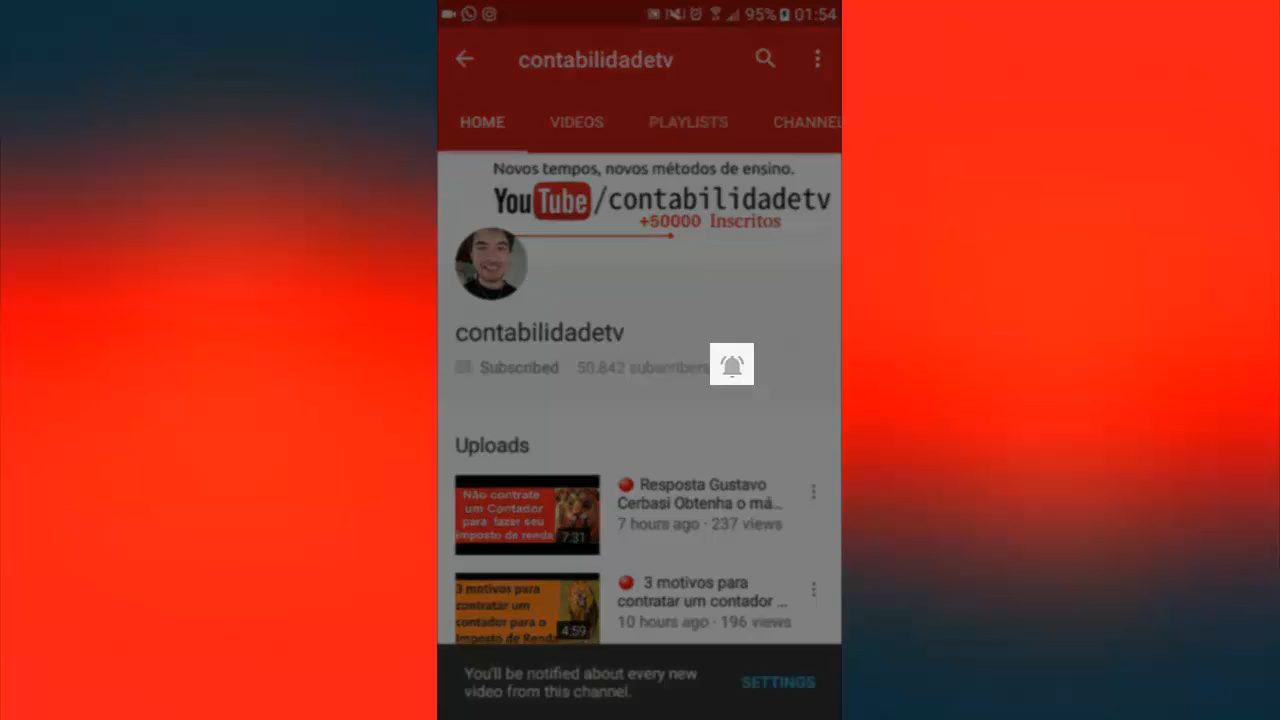 95% 01:54
contabilidadetv
HOME VIDEOS PLAYLISTS CHANNEL
Novos tempos, novos métodos de ensino.
YouTube/contabilidadetv
+50000 Inscritos
contabilidadetv
Subscribed 50.842 subscribers
Uploads
Não contrate
um Contador
para fazer seu
imposto de renda
7:31
Resposta Gustavo
Cerbasi Obtenha o má...
7 hours ago · 237 views
3 motivos para
contratar um
contador para o
Imposto de Renda
4:59
3 motivos para
contratar um contador ...
10 hours ago · 196 views
You'll be notified about every new
video from this channel.
SETTINGS